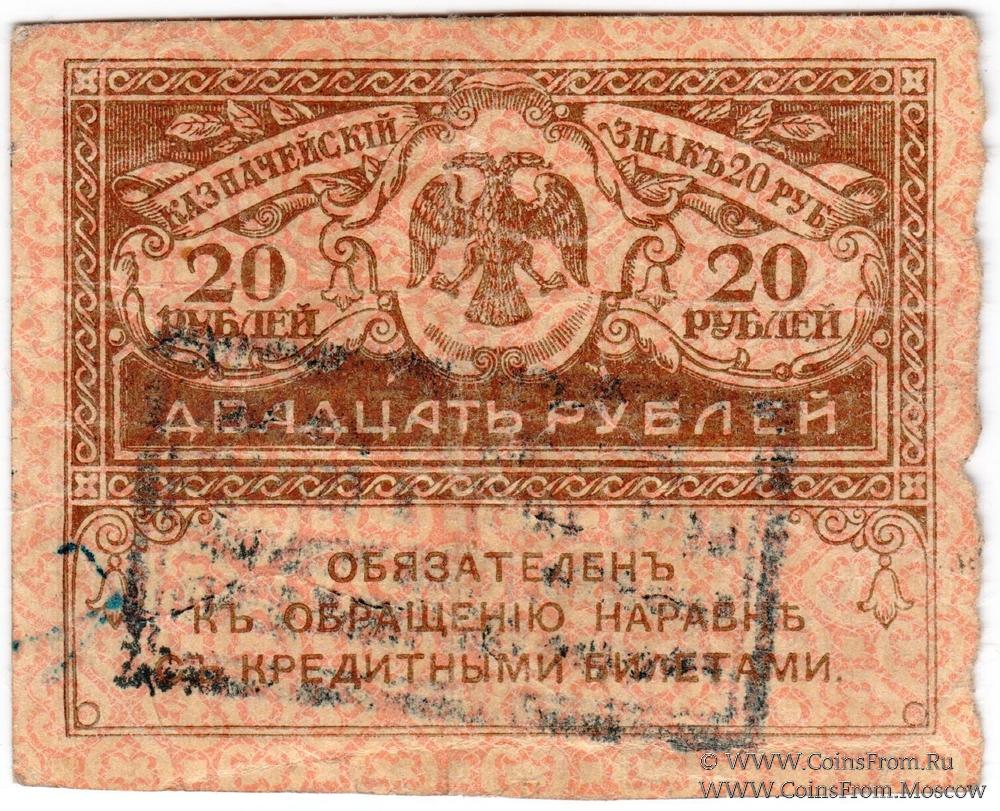 КАЗНАЧЕЙСКІЙ ЗНАКЪ 20 РУБ.
20 РУБЛЕЙ
20 РУБЛЕЙ
ДВАДЦАТЬ РУБЛЕЙ
ОБЯЗАТЕЛЕНЪ
КЪ ОБРАЩЕНІЮ НАРАВНѢ
СЪ КРЕДИТНЫМИ БИЛЕТАМИ.
© WWW.CoinsFrom.Ru
WWW.CoinsFrom.Moscow